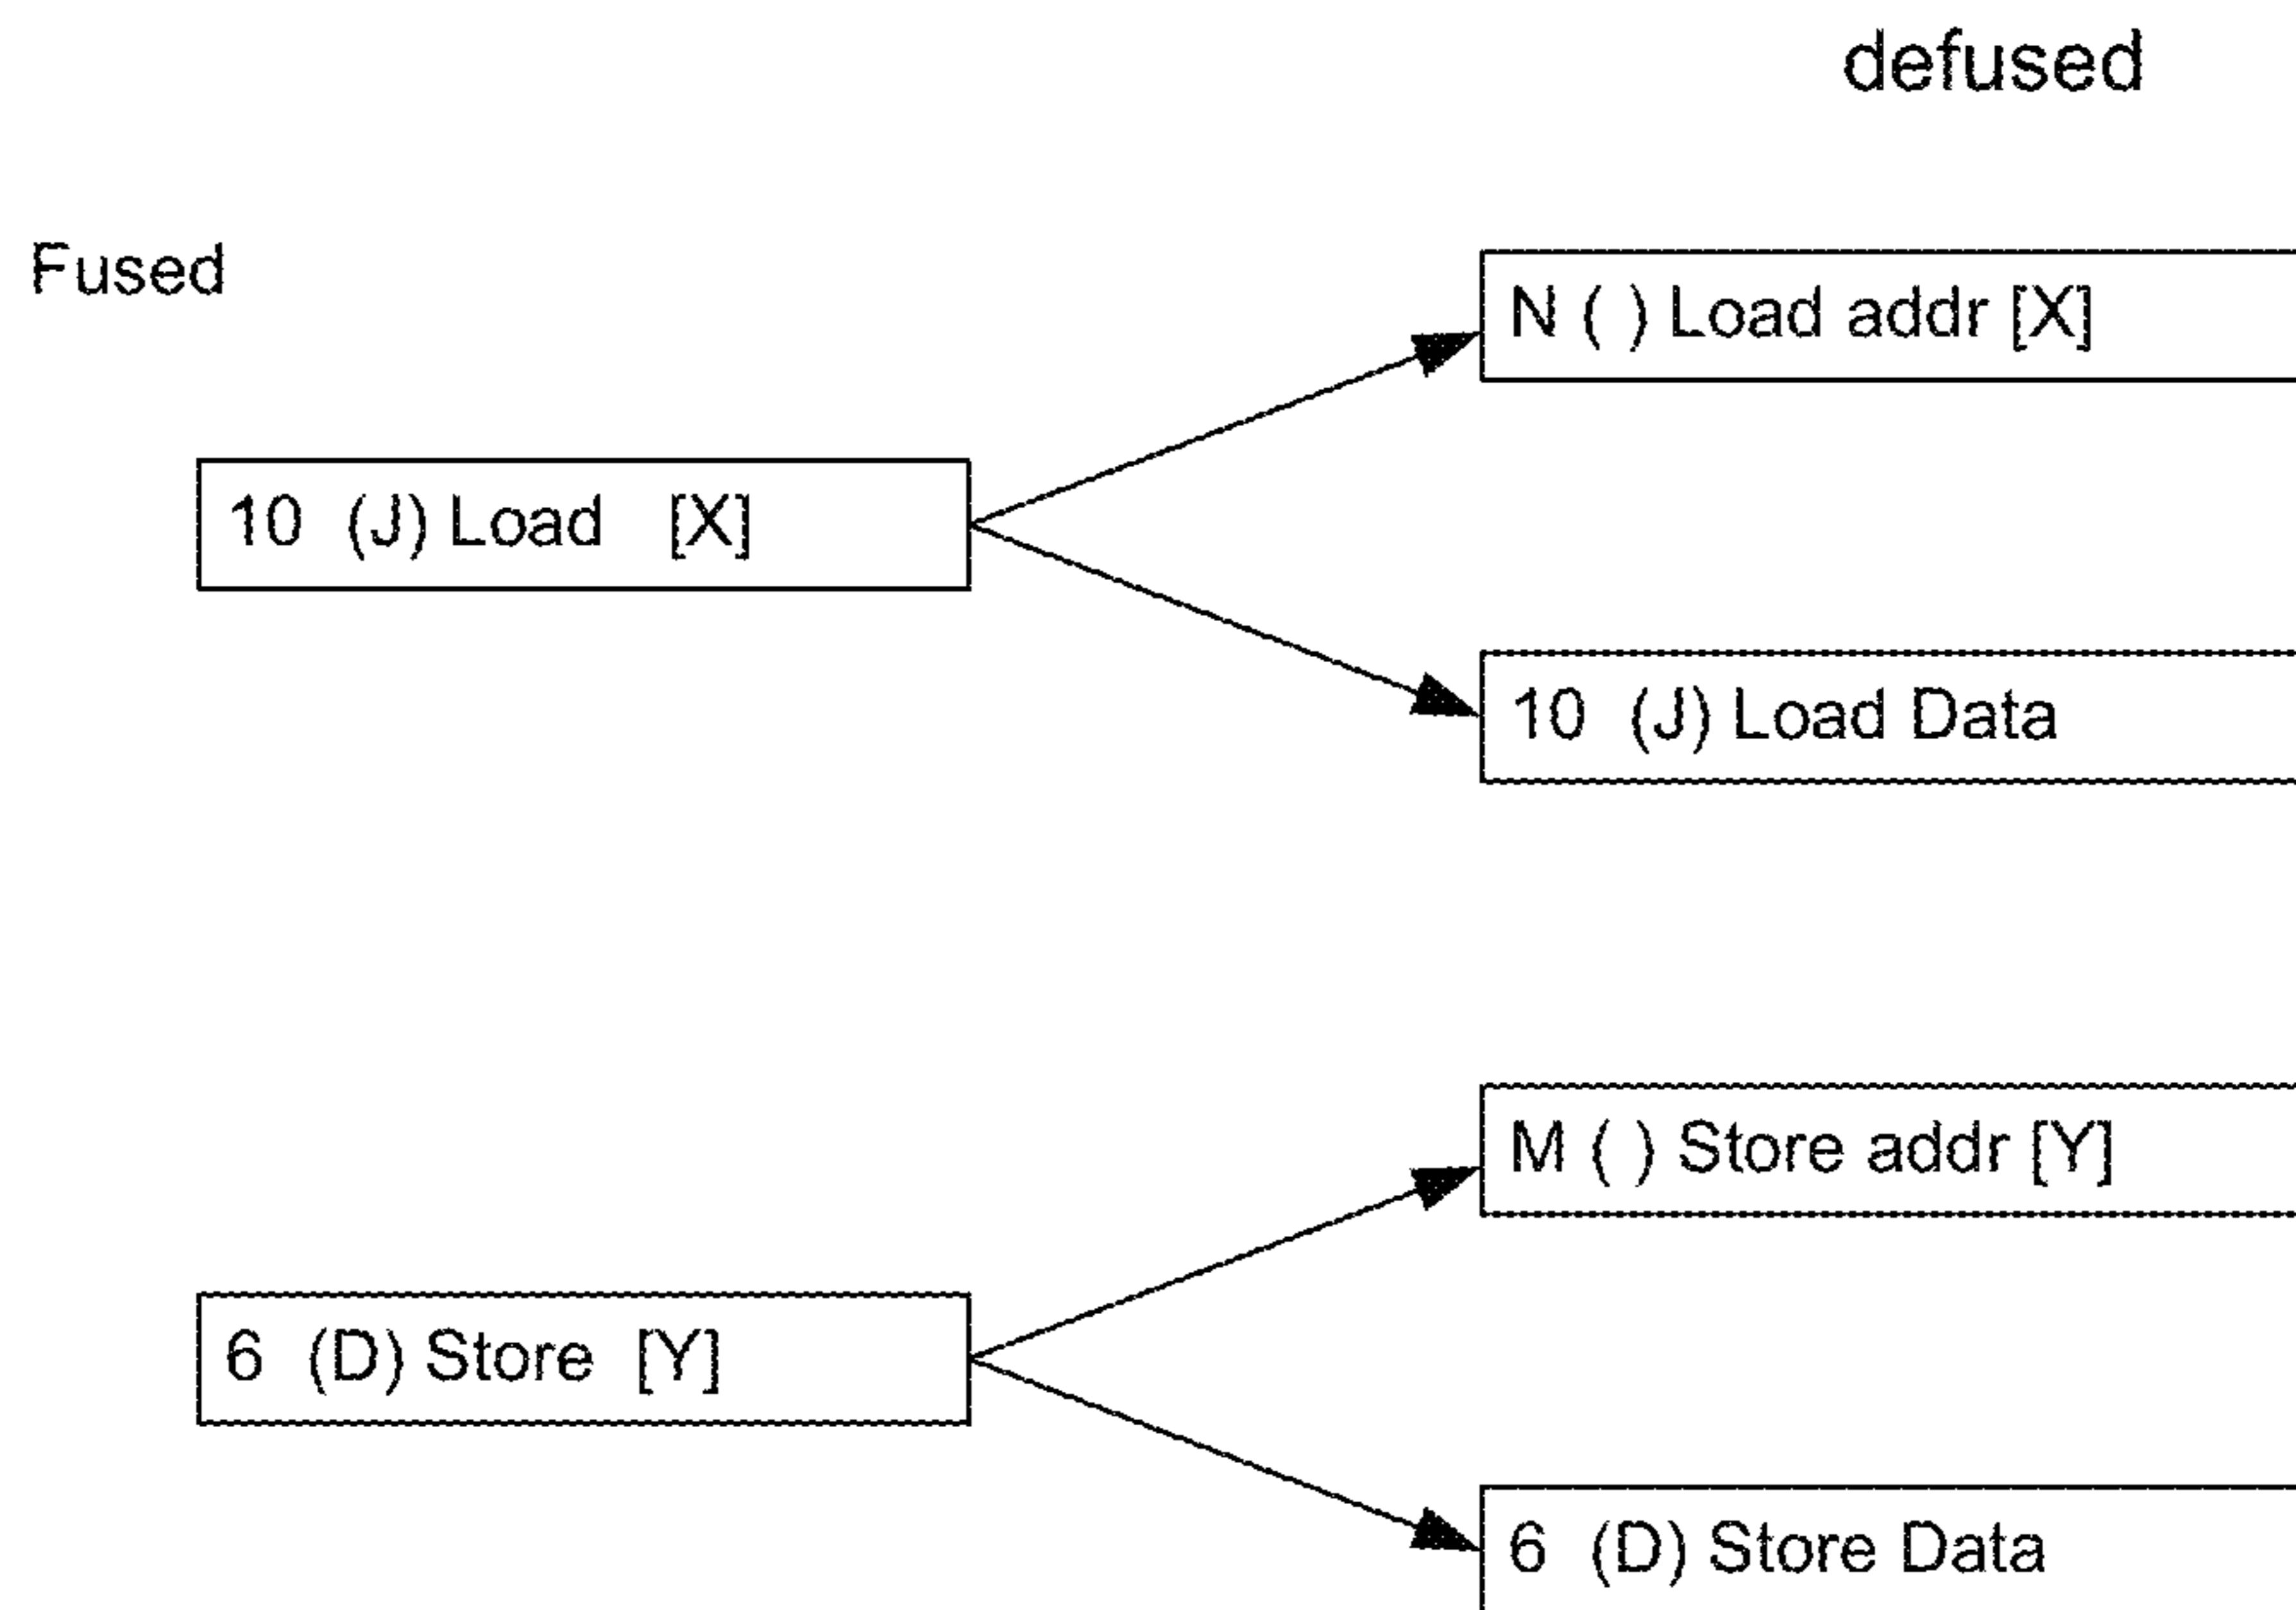 defused
Fused
N ( ) Load addr [X]
10 (J) Load [X]
10 (J) Load Data
M ( ) Store addr [Y]
6 (D) Store [Y]
6 (D) Store Data